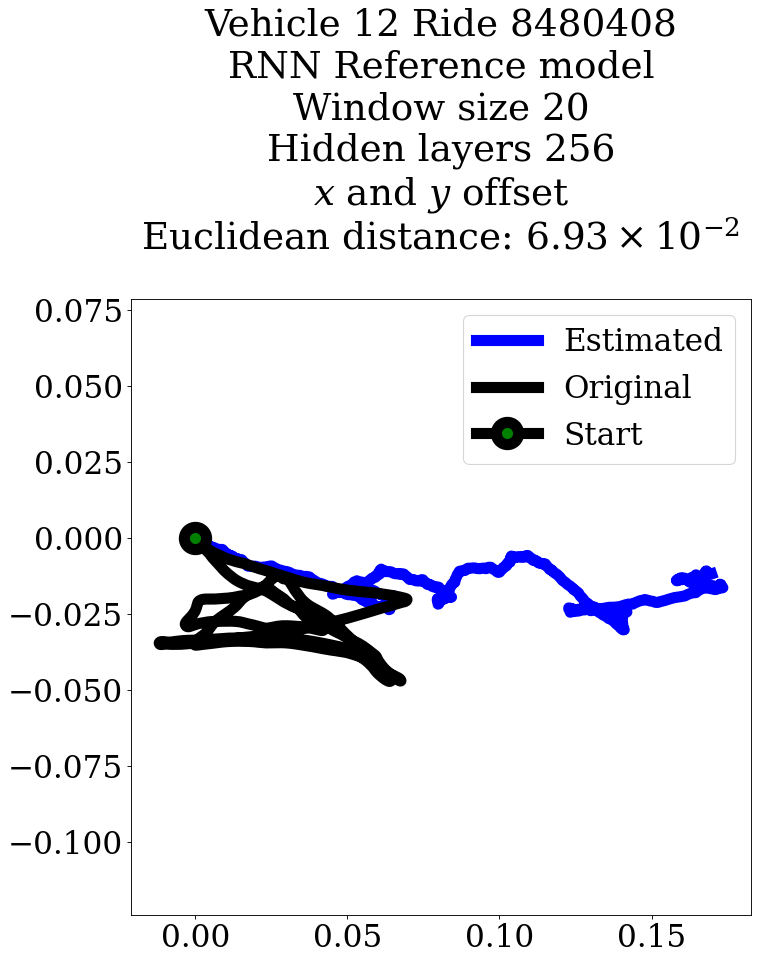 Vehicle 12 Ride 8480408
RNN Reference model
Window size 20
Hidden layers 256
x and y offset
Euclidean distance: 6.93 × 10⁻²
Estimated
Original
Start
0.075
0.050
0.025
0.000
−0.025
−0.050
−0.075
−0.100
0.00 0.05 0.10 0.15